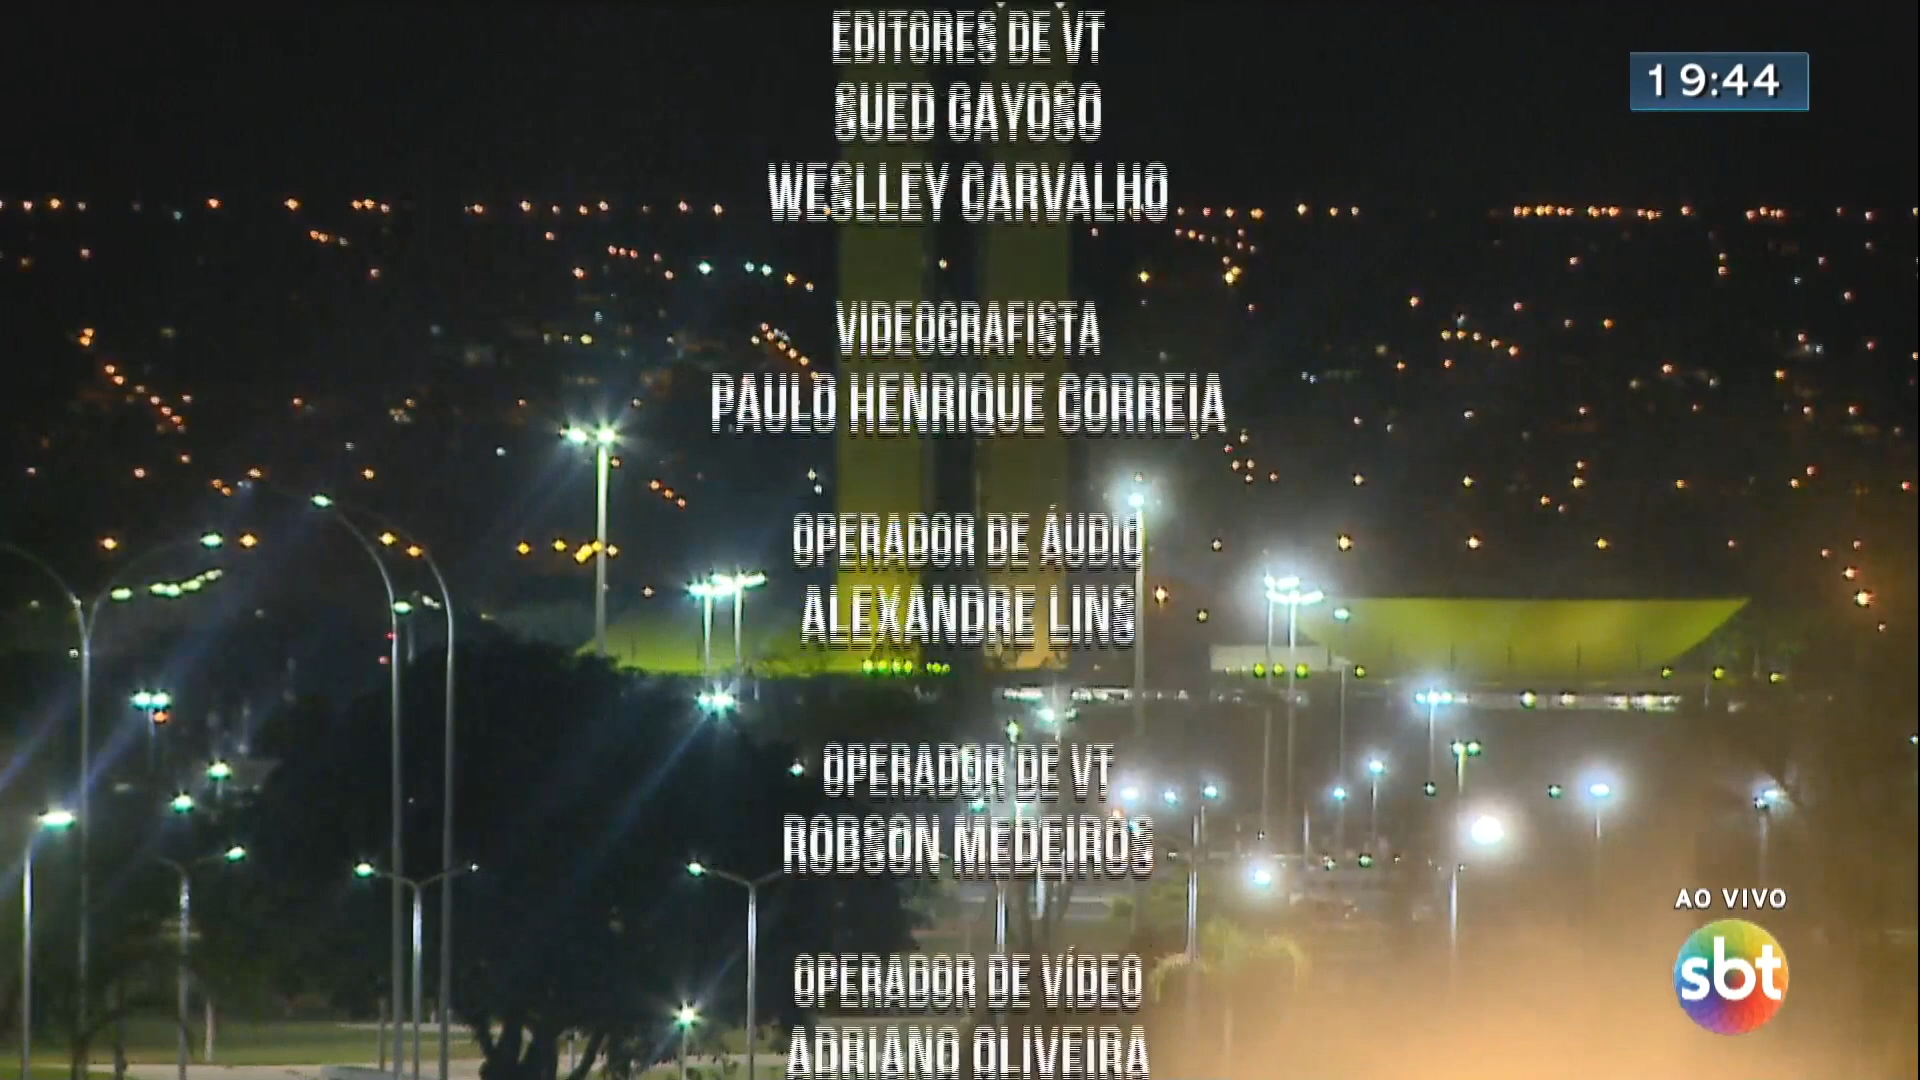 EDITORES DE VT
19:44
SUED GAYOSO
WESLLEY CARVALHO
VIDEOGRAFISTA
PAULO HENRIQUE CORREIA
OPERADOR DE ÁUDIO
ALEXANDRE LINS
OPERADOR DE VT
ROBSON MEDEIROS
AO VIVO
sbt
OPERADOR DE VÍDEO
ADRIANO OLIVEIRA